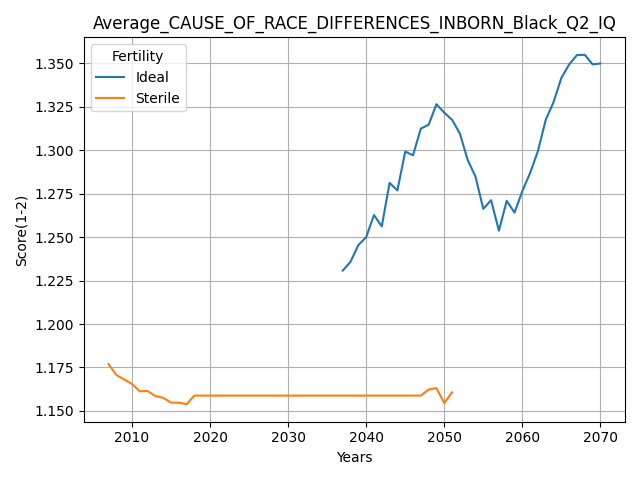 Average_CAUSE_OF_RACE_DIFFERENCES_INBORN_Black_Q2_IQ
Fertility
Ideal
Sterile
Score(1-2)
1.350
1.325
1.300
1.275
1.250
1.225
1.200
1.175
1.150
2010 2020 2030 2040 2050 2060 2070
Years